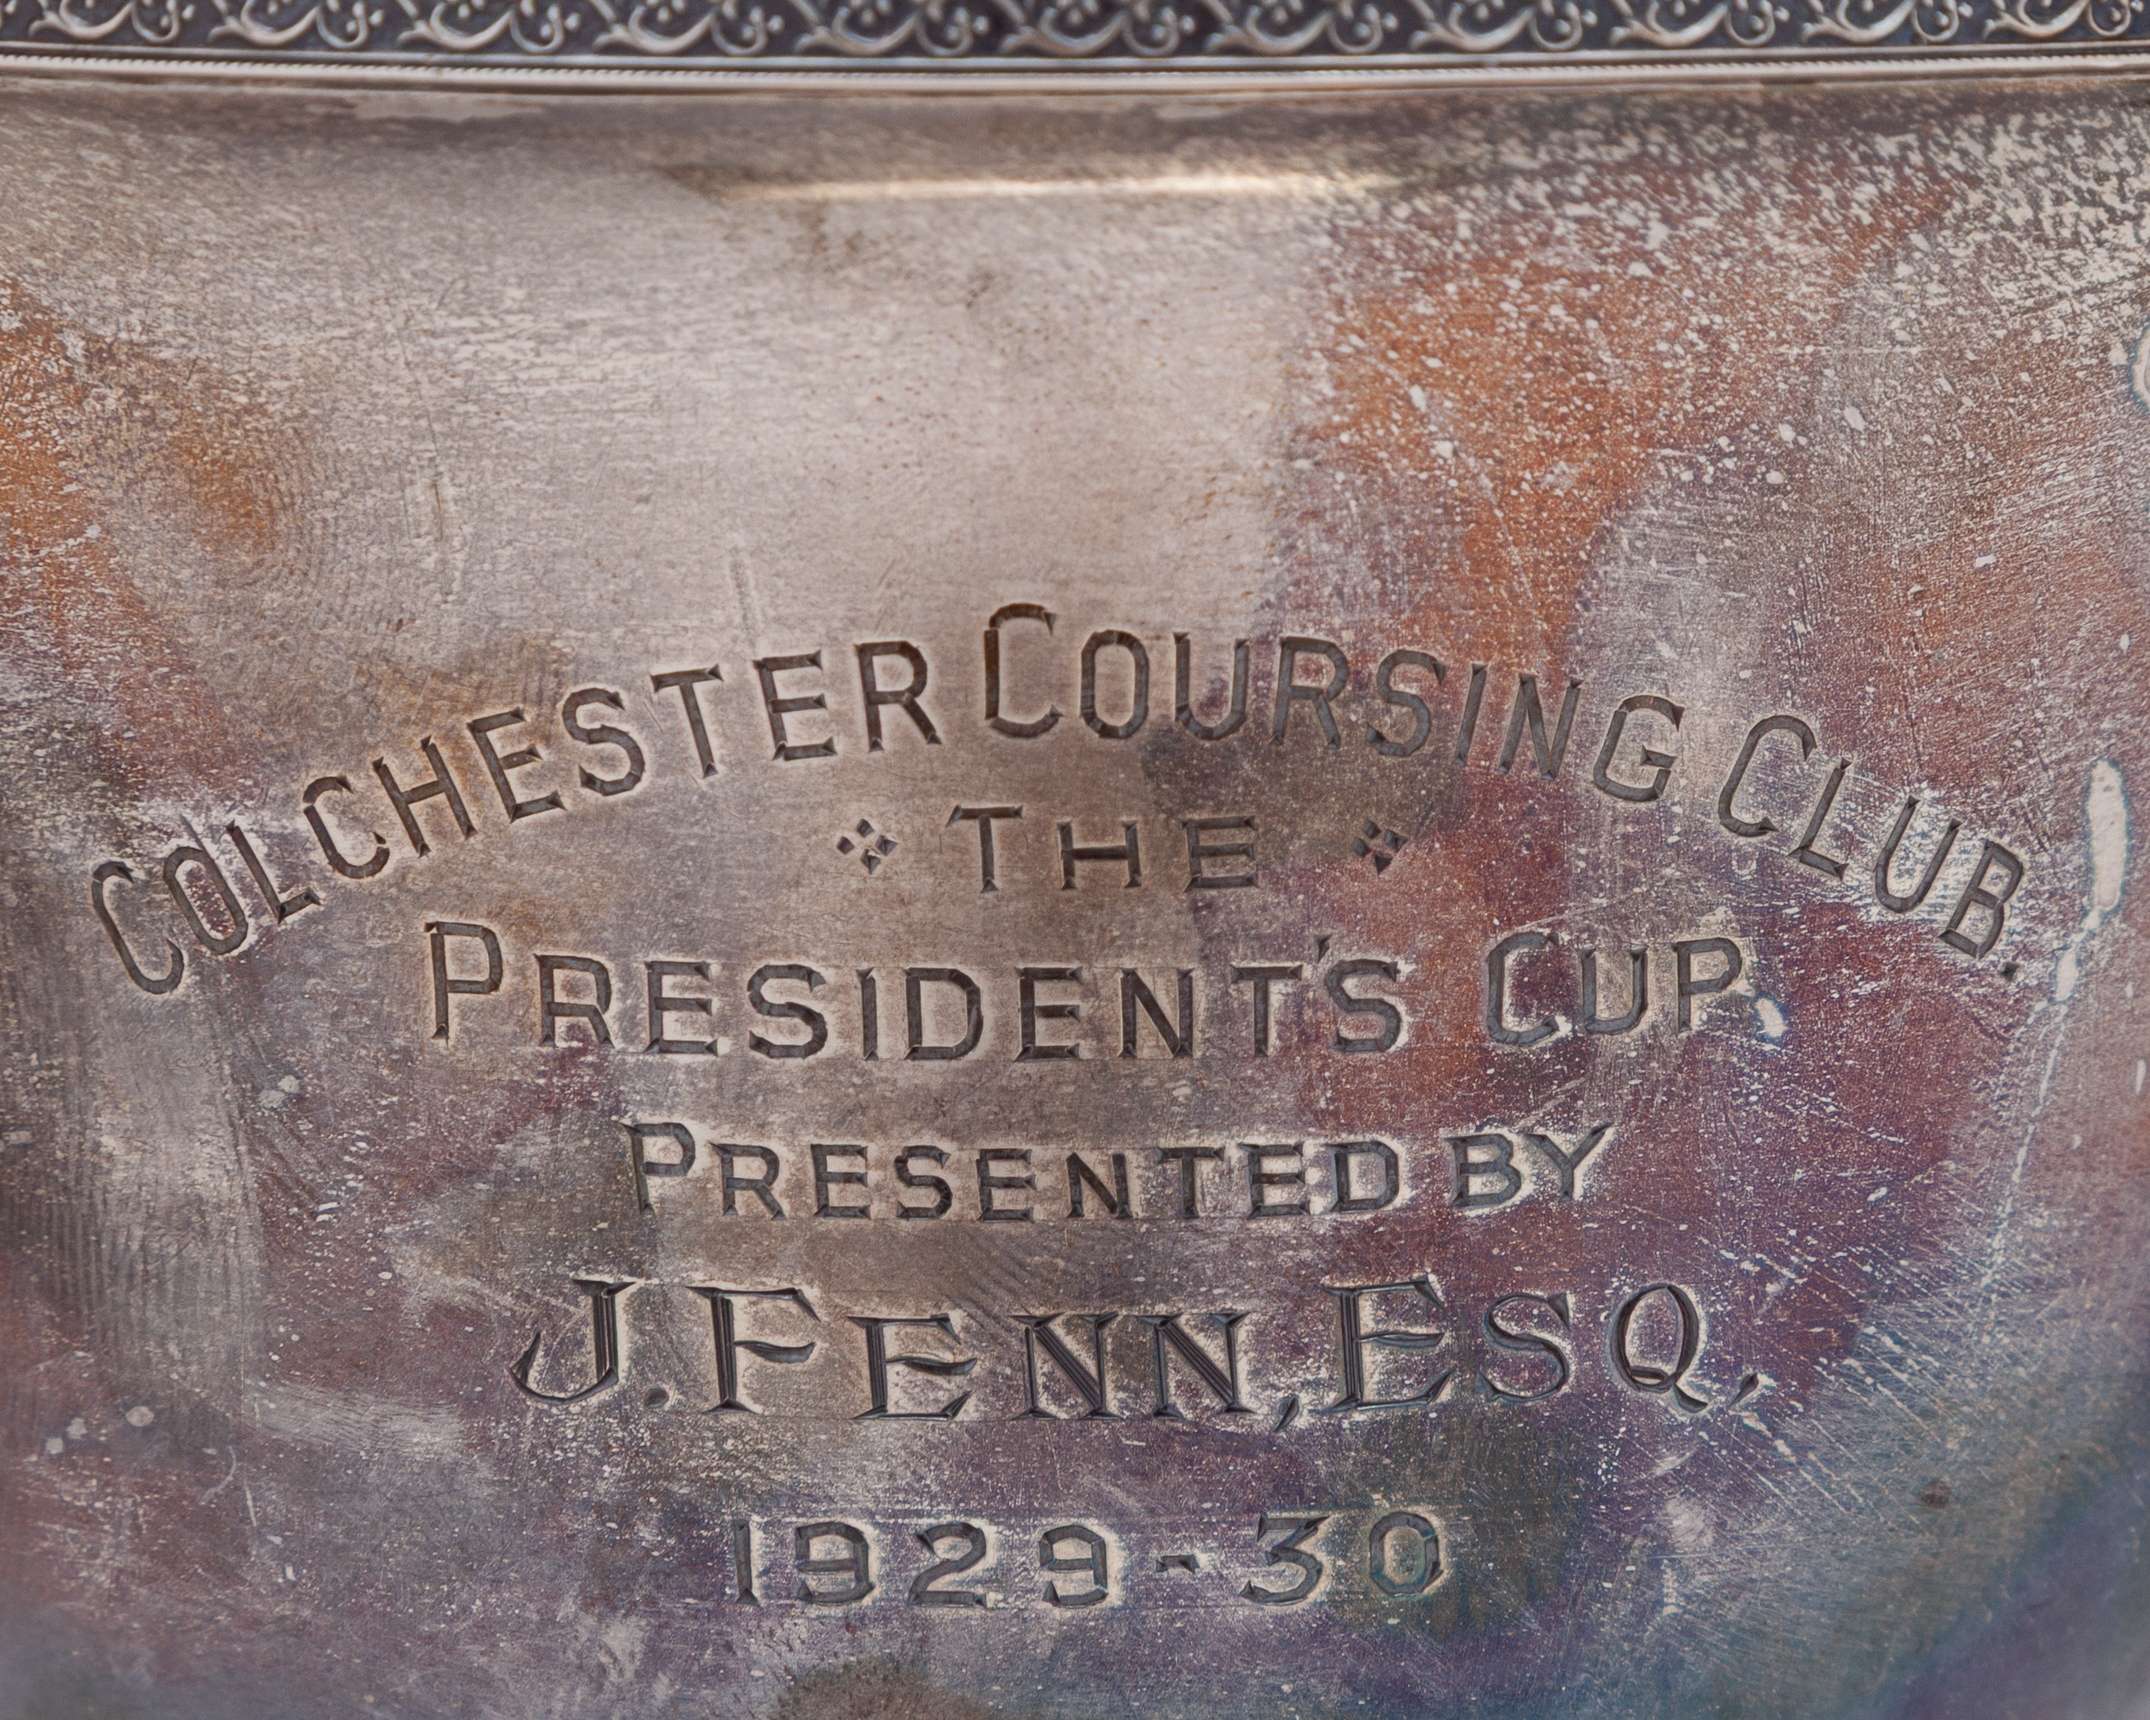 COLCHESTER COURSING CLUB.
THE
PRESIDENT'S CUP.
PRESENTED BY
J. FENN, ESQ,
1929-30